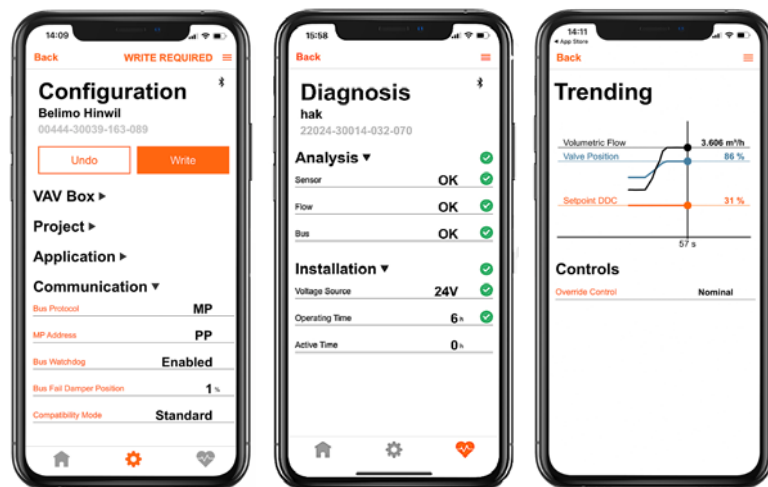 14:09
Back
WRITE REQUIRED
Configuration
Belimo Hinwil
00444-30039-163-089
Undo
Write
VAV Box
Project
Application
Communication
Bus Protocol MP
MP Address PP
Bus Watchdog Enabled
Bus Fail Damper Position 1 %
Compatibility Mode Standard
15:58
Back
Diagnosis
hak
22024-30014-032-070
Analysis
Sensor OK
Flow OK
Bus OK
Installation
Voltage Source 24V
Operating Time 6 h
Active Time 0 h
14:11
App Store
Back
Trending
Volumetric Flow 3.606 m³/h
Valve Position 86 %
Setpoint DDC 31 %
57 s
Controls
Override Control Nominal